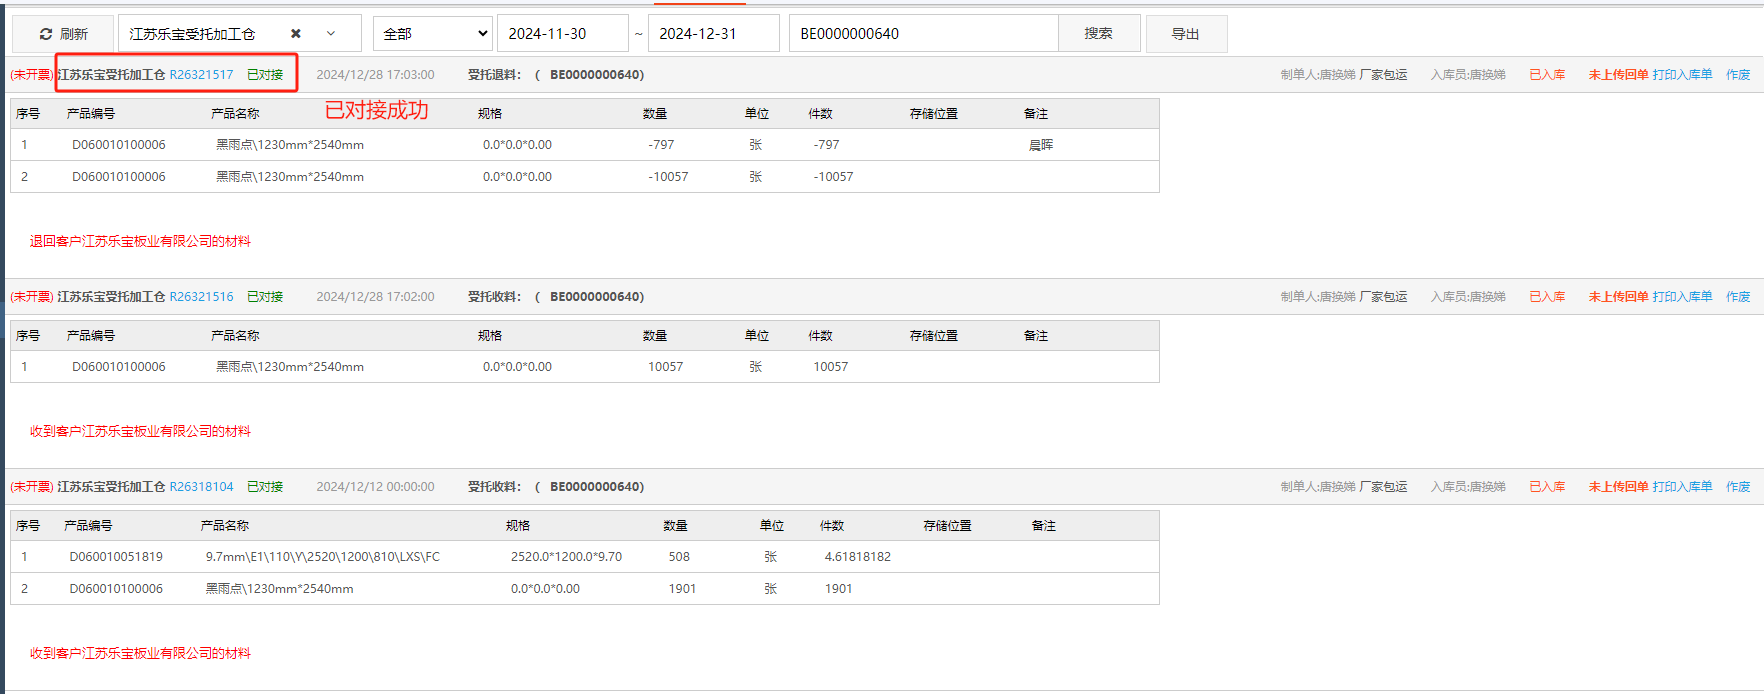 刷新 江苏乐宝受托加工仓 全部 2024-11-30 ~ 2024-12-31 BE0000000640 搜索 导出
(未开票) 江苏乐宝受托加工仓 R26321517 已对接 2024/12/28 17:03:00 受托退料： ( BE0000000640) 制单人:唐换娣 厂家包运 入库员:唐换娣 已入库 未上传回单 打印入库单 作废
已对接成功
序号 产品编号 产品名称 规格 数量 单位 件数 存储位置 备注
1 D060010100006 黑雨点\1230mm*2540mm 0.0*0.0*0.00 -797 张 -797 晨晖
2 D060010100006 黑雨点\1230mm*2540mm 0.0*0.0*0.00 -10057 张 -10057
退回客户江苏乐宝板业有限公司的材料
(未开票) 江苏乐宝受托加工仓 R26321516 已对接 2024/12/28 17:02:00 受托收料： ( BE0000000640) 制单人:唐换娣 厂家包运 入库员:唐换娣 已入库 未上传回单 打印入库单 作废
序号 产品编号 产品名称 规格 数量 单位 件数 存储位置 备注
1 D060010100006 黑雨点\1230mm*2540mm 0.0*0.0*0.00 10057 张 10057
收到客户江苏乐宝板业有限公司的材料
(未开票) 江苏乐宝受托加工仓 R26318104 已对接 2024/12/12 00:00:00 受托收料： ( BE0000000640) 制单人:唐换娣 厂家包运 入库员:唐换娣 已入库 未上传回单 打印入库单 作废
序号 产品编号 产品名称 规格 数量 单位 件数 存储位置 备注
1 D060010051819 9.7mm\E1\110\Y\2520\1200\810\LXS\FC 2520.0*1200.0*9.70 508 张 4.61818182
2 D060010100006 黑雨点\1230mm*2540mm 0.0*0.0*0.00 1901 张 1901
收到客户江苏乐宝板业有限公司的材料